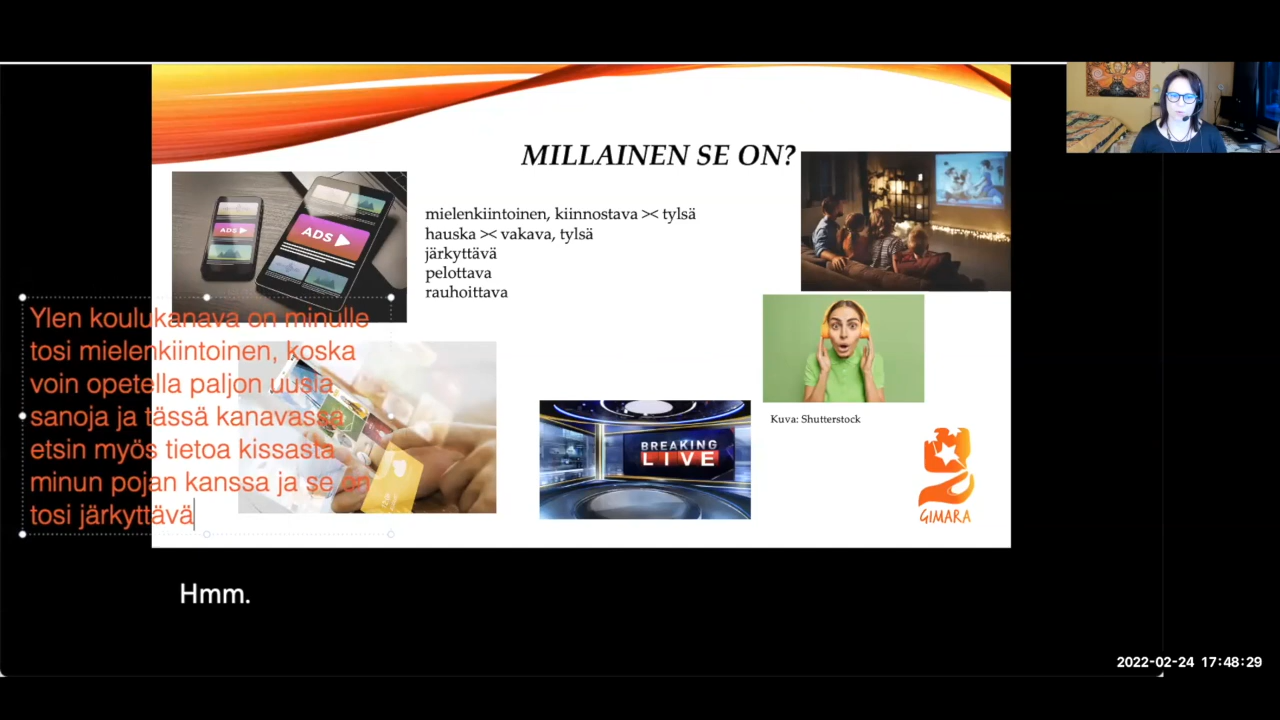 MILLAINEN SE ON?
ADS
ADS
mielenkiintoinen, kiinnostava >< tylsä
hauska >< vakava, tylsä
järkyttävä
pelottava
rauhoittava
Ylen koulukanava on minulle
tosi mielenkiintoinen, koska
voin opetella paljon uusia
sanoja ja tässä kanavassa
etsin myös tietoa kissasta
minun pojan kanssa ja se on
tosi järkyttävä
BREAKING
LIVE
Kuva: Shutterstock
GIMARA
Hmm.
2022-02-24 17:48:29